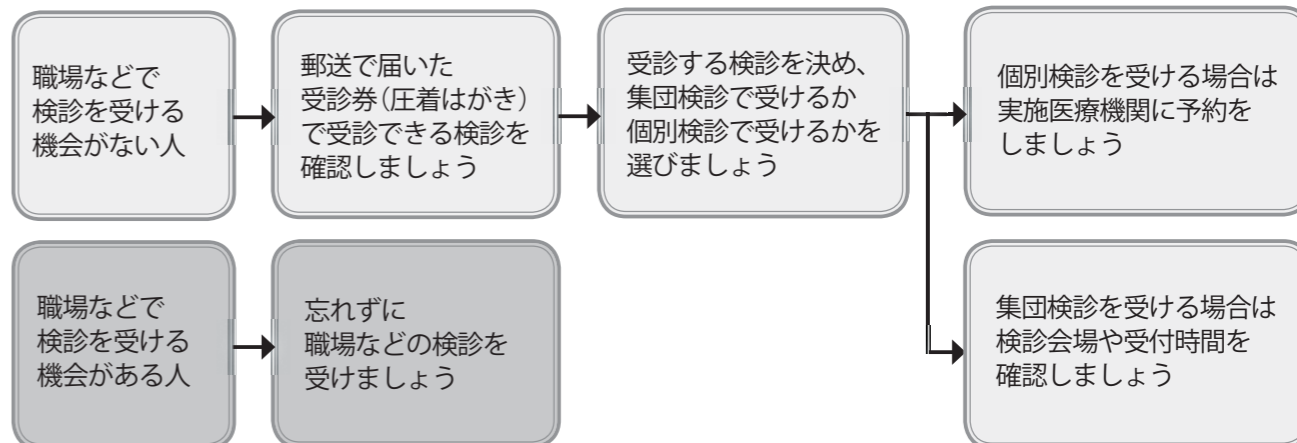 職場などで
検診を受ける
機会がない人
郵送で届いた
受診券（圧着はがき）
で受診できる検診を
確認しましょう
受診する検診を決め、
集団検診で受けるか
個別検診で受けるかを
選びましょう
個別検診を受ける場合は
実施医療機関に予約を
しましょう
職場などで
検診を受ける
機会がある人
忘れずに
職場などの検診を
受けましょう
集団検診を受ける場合は
検診会場や受付時間を
確認しましょう